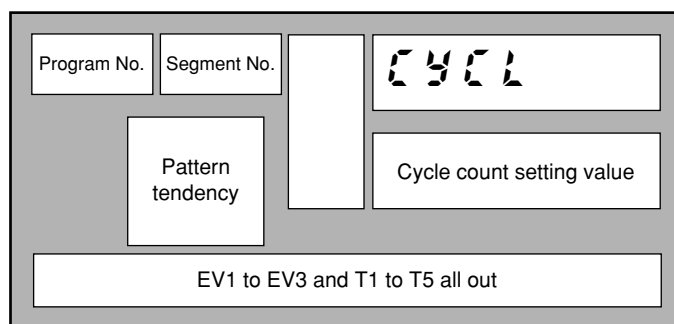 Program No.
Segment No.
CYCL
Pattern
tendency
Cycle count setting value
EV1 to EV3 and T1 to T5 all out